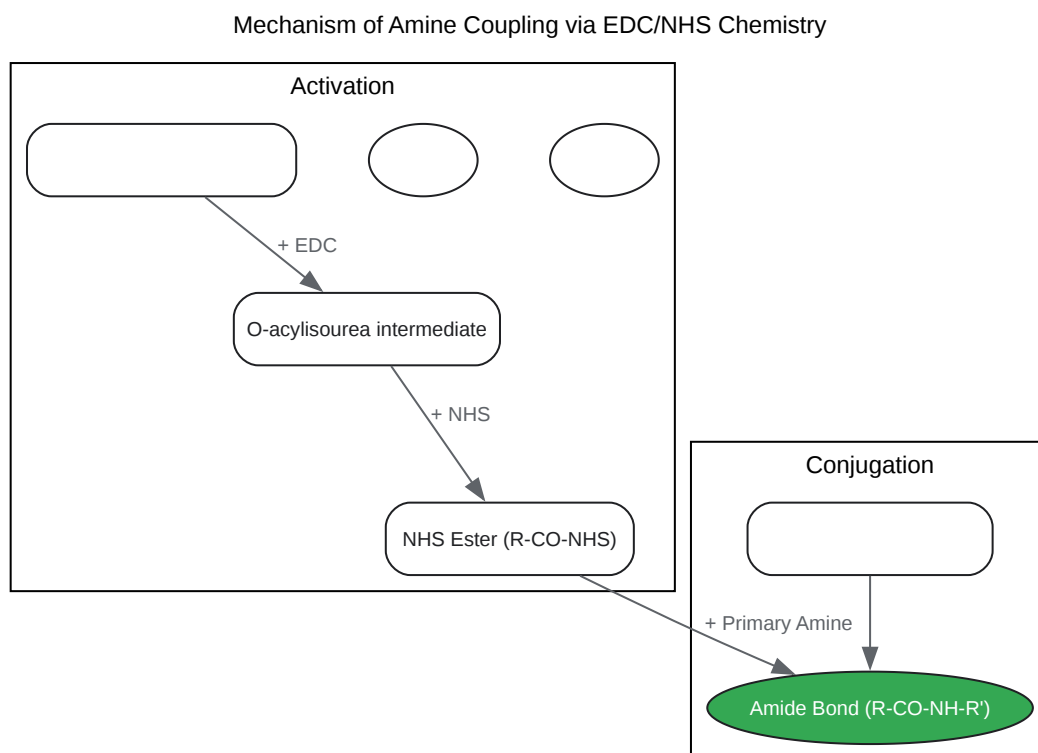 Mechanism of Amine Coupling via EDC/NHS Chemistry
Activation
+ EDC
O-acylisourea intermediate
+ NHS
NHS Ester (R-CO-NHS)
Conjugation
+ Primary Amine
Amide Bond (R-CO-NH-R')